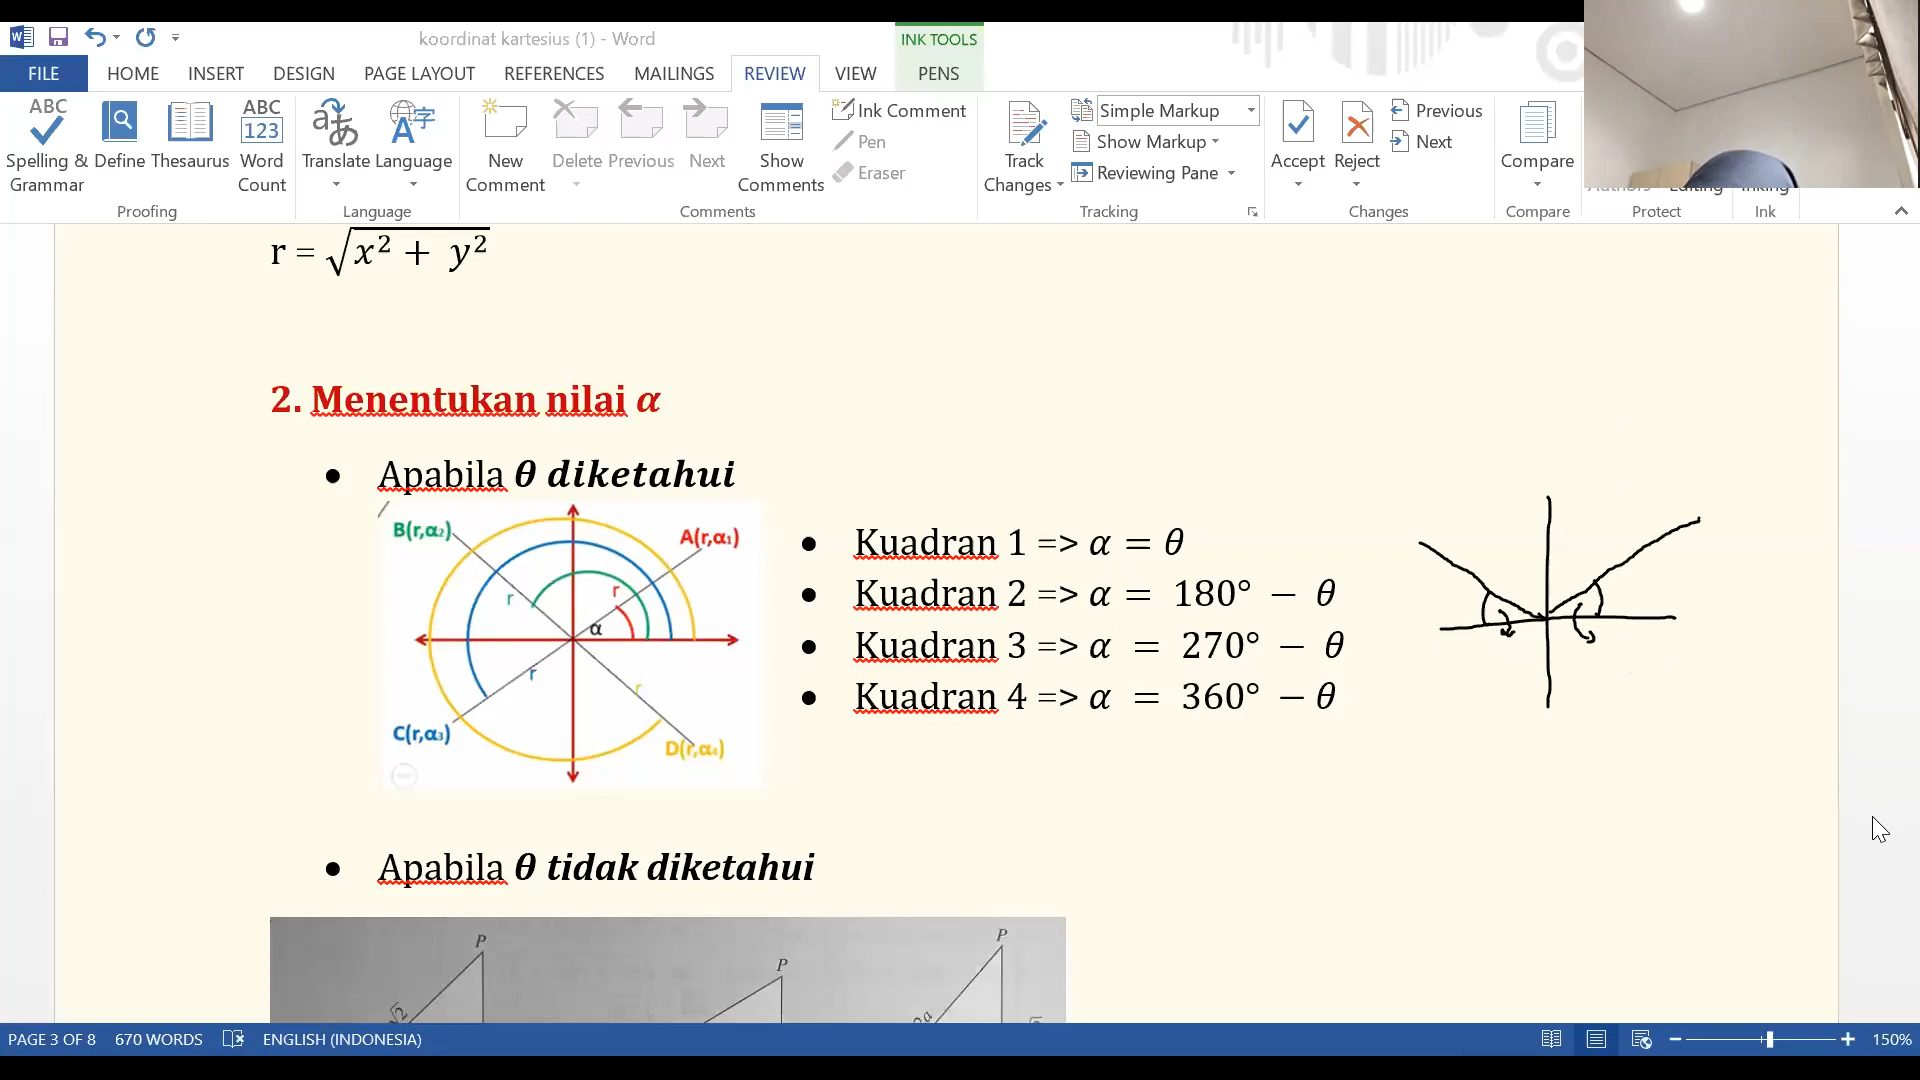 koordinat kartesius (1) - Word
INK TOOLS
FILE HOME INSERT DESIGN PAGE LAYOUT REFERENCES MAILINGS REVIEW VIEW PENS
ABC
Spelling & Grammar
Define
Thesaurus
ABC
123
Word Count
Proofing
Translate
Language
Language
New Comment
Delete
Previous
Next
Show Comments
Ink Comment
Pen
Eraser
Comments
Track Changes
Simple Markup
Show Markup
Reviewing Pane
Tracking
Accept
Reject
Previous
Next
Changes
Compare
Compare
Authors
Editing
Protect
Inking
Ink
r = √x² + y²
2. Menentukan nilai α
• Apabila θ diketahui
B(r,α₂)
A(r,α₁)
r
r
α
r
r
C(r,α₃)
D(r,α₄)
• Kuadran 1 => α = θ
• Kuadran 2 => α = 180° − θ
• Kuadran 3 => α = 270° − θ
• Kuadran 4 => α = 360° − θ
• Apabila θ tidak diketahui
P
P
P
PAGE 3 OF 8 670 WORDS ENGLISH (INDONESIA)
150%